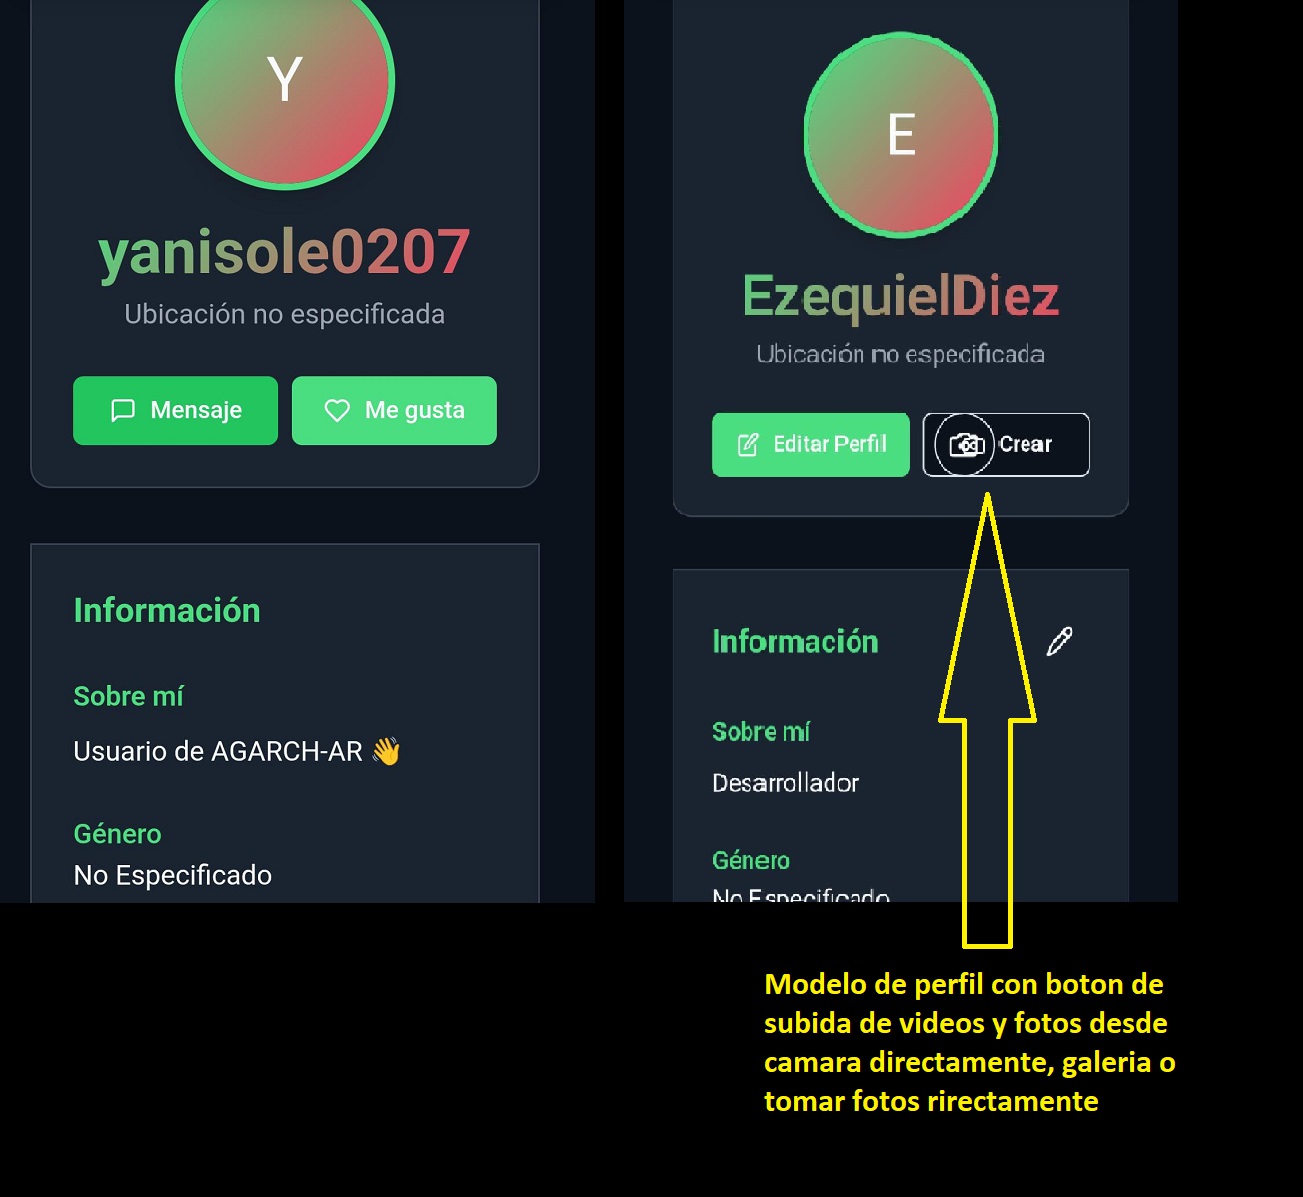 Y
yanisole0207
Ubicación no especificada
Mensaje
Me gusta
Información
Sobre mí
Usuario de AGARCH-AR 👋
Género
No Especificado
E
EzequielDiez
Ubicación no especificada
Editar Perfil
Crear
Información
Sobre mí
Desarrollador
Género
No Especificado
Modelo de perfil con boton de
subida de videos y fotos desde
camara directamente, galeria o
tomar fotos rirectamente